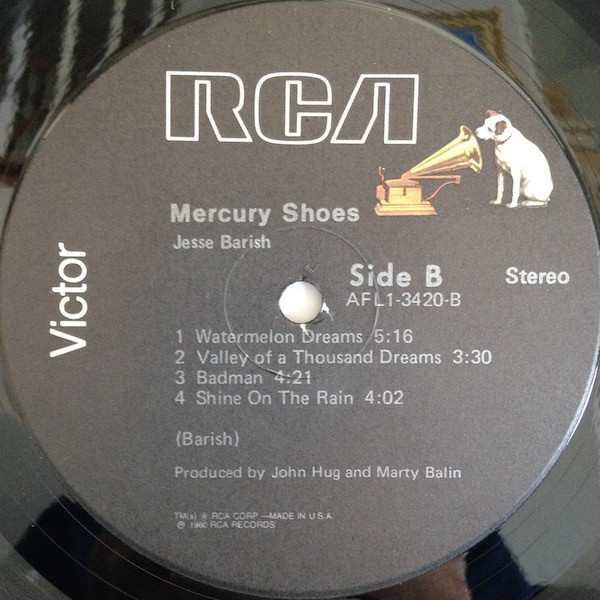 RCA
Mercury Shoes
Jesse Barish
Victor
Side B
Stereo
AFL1-3420-B
1 Watermelon Dreams 5:16
2 Valley of a Thousand Dreams 3:30
3 Badman 4:21
4 Shine On The Rain 4:02
(Barish)
Produced by John Hug and Marty Balin
TM(s) ® RCA CORP —MADE IN U.S.A.
℗ 1980 RCA RECORDS